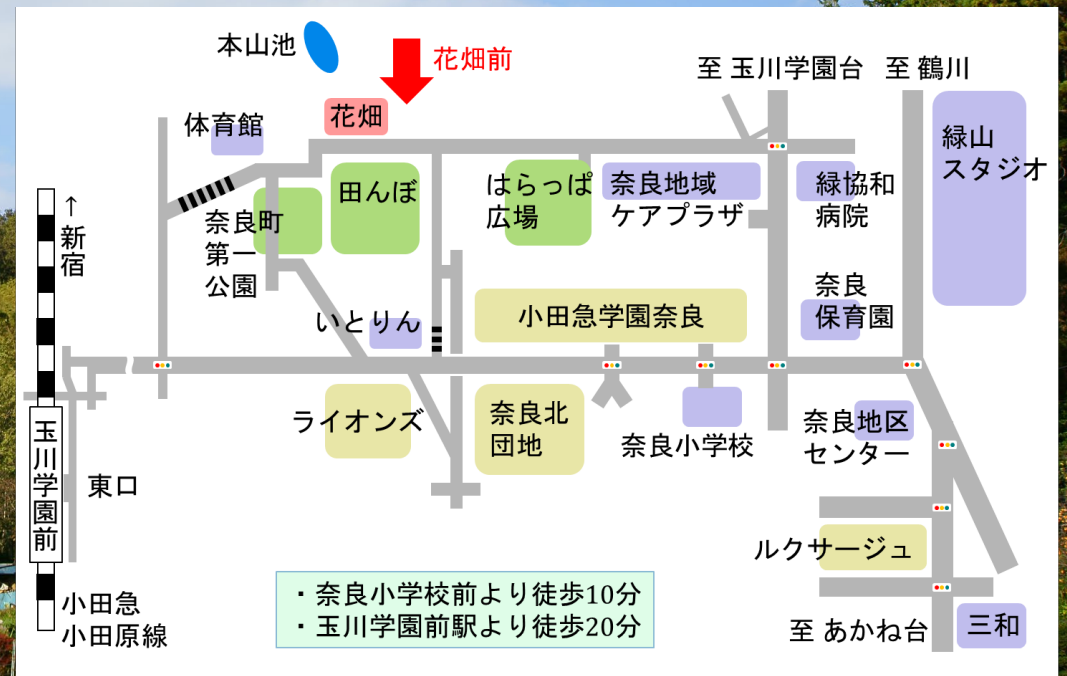 本山池
花畑前
至 玉川学園台
至 鶴川
体育館
花畑
緑山
スタジオ
田んぼ
はらっぱ
広場
奈良地域
ケアプラザ
緑協和
病院
↑新宿
奈良町
第一
公園
奈良
保育園
いとりん
小田急学園奈良
玉川学園前
東口
ライオンズ
奈良北
団地
奈良小学校
奈良地区
センター
ルクサージュ
小田急
小田原線
・奈良小学校前より徒歩10分
・玉川学園前駅より徒歩20分
至 あかね台
三和